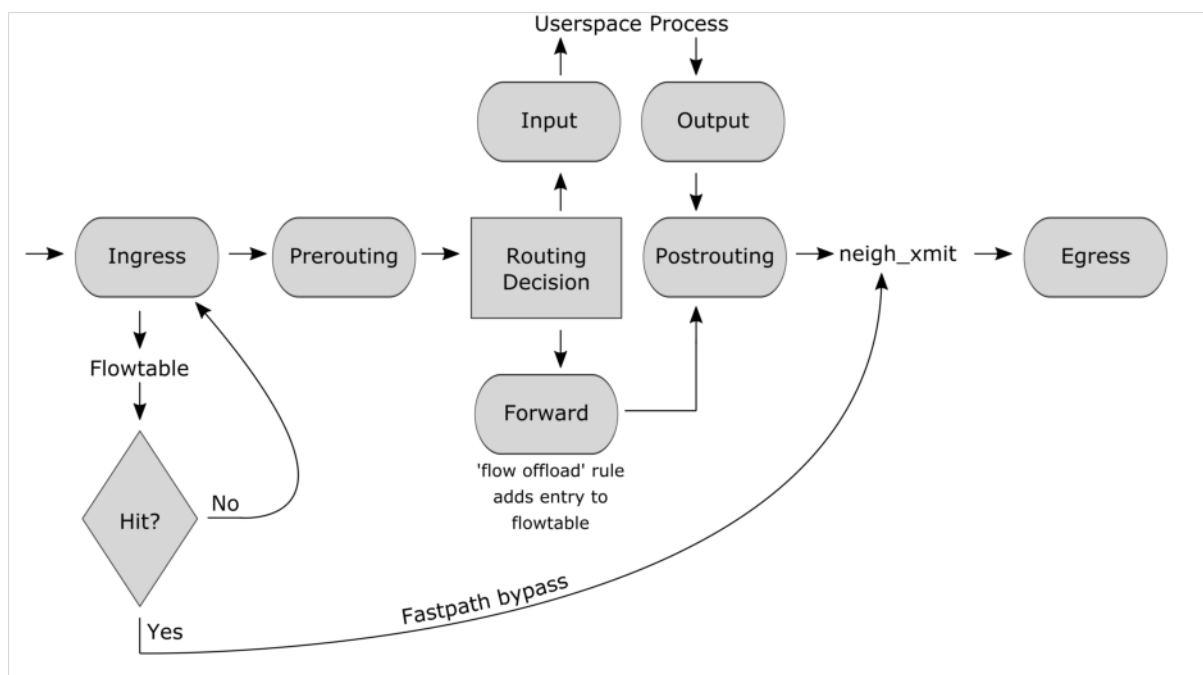 Userspace Process
Input
Output
Ingress
Prerouting
Routing
Decision
Postrouting
neigh_xmit
Egress
Flowtable
Forward
'flow offload' rule
adds entry to
flowtable
Hit?
No
Yes
Fastpath bypass